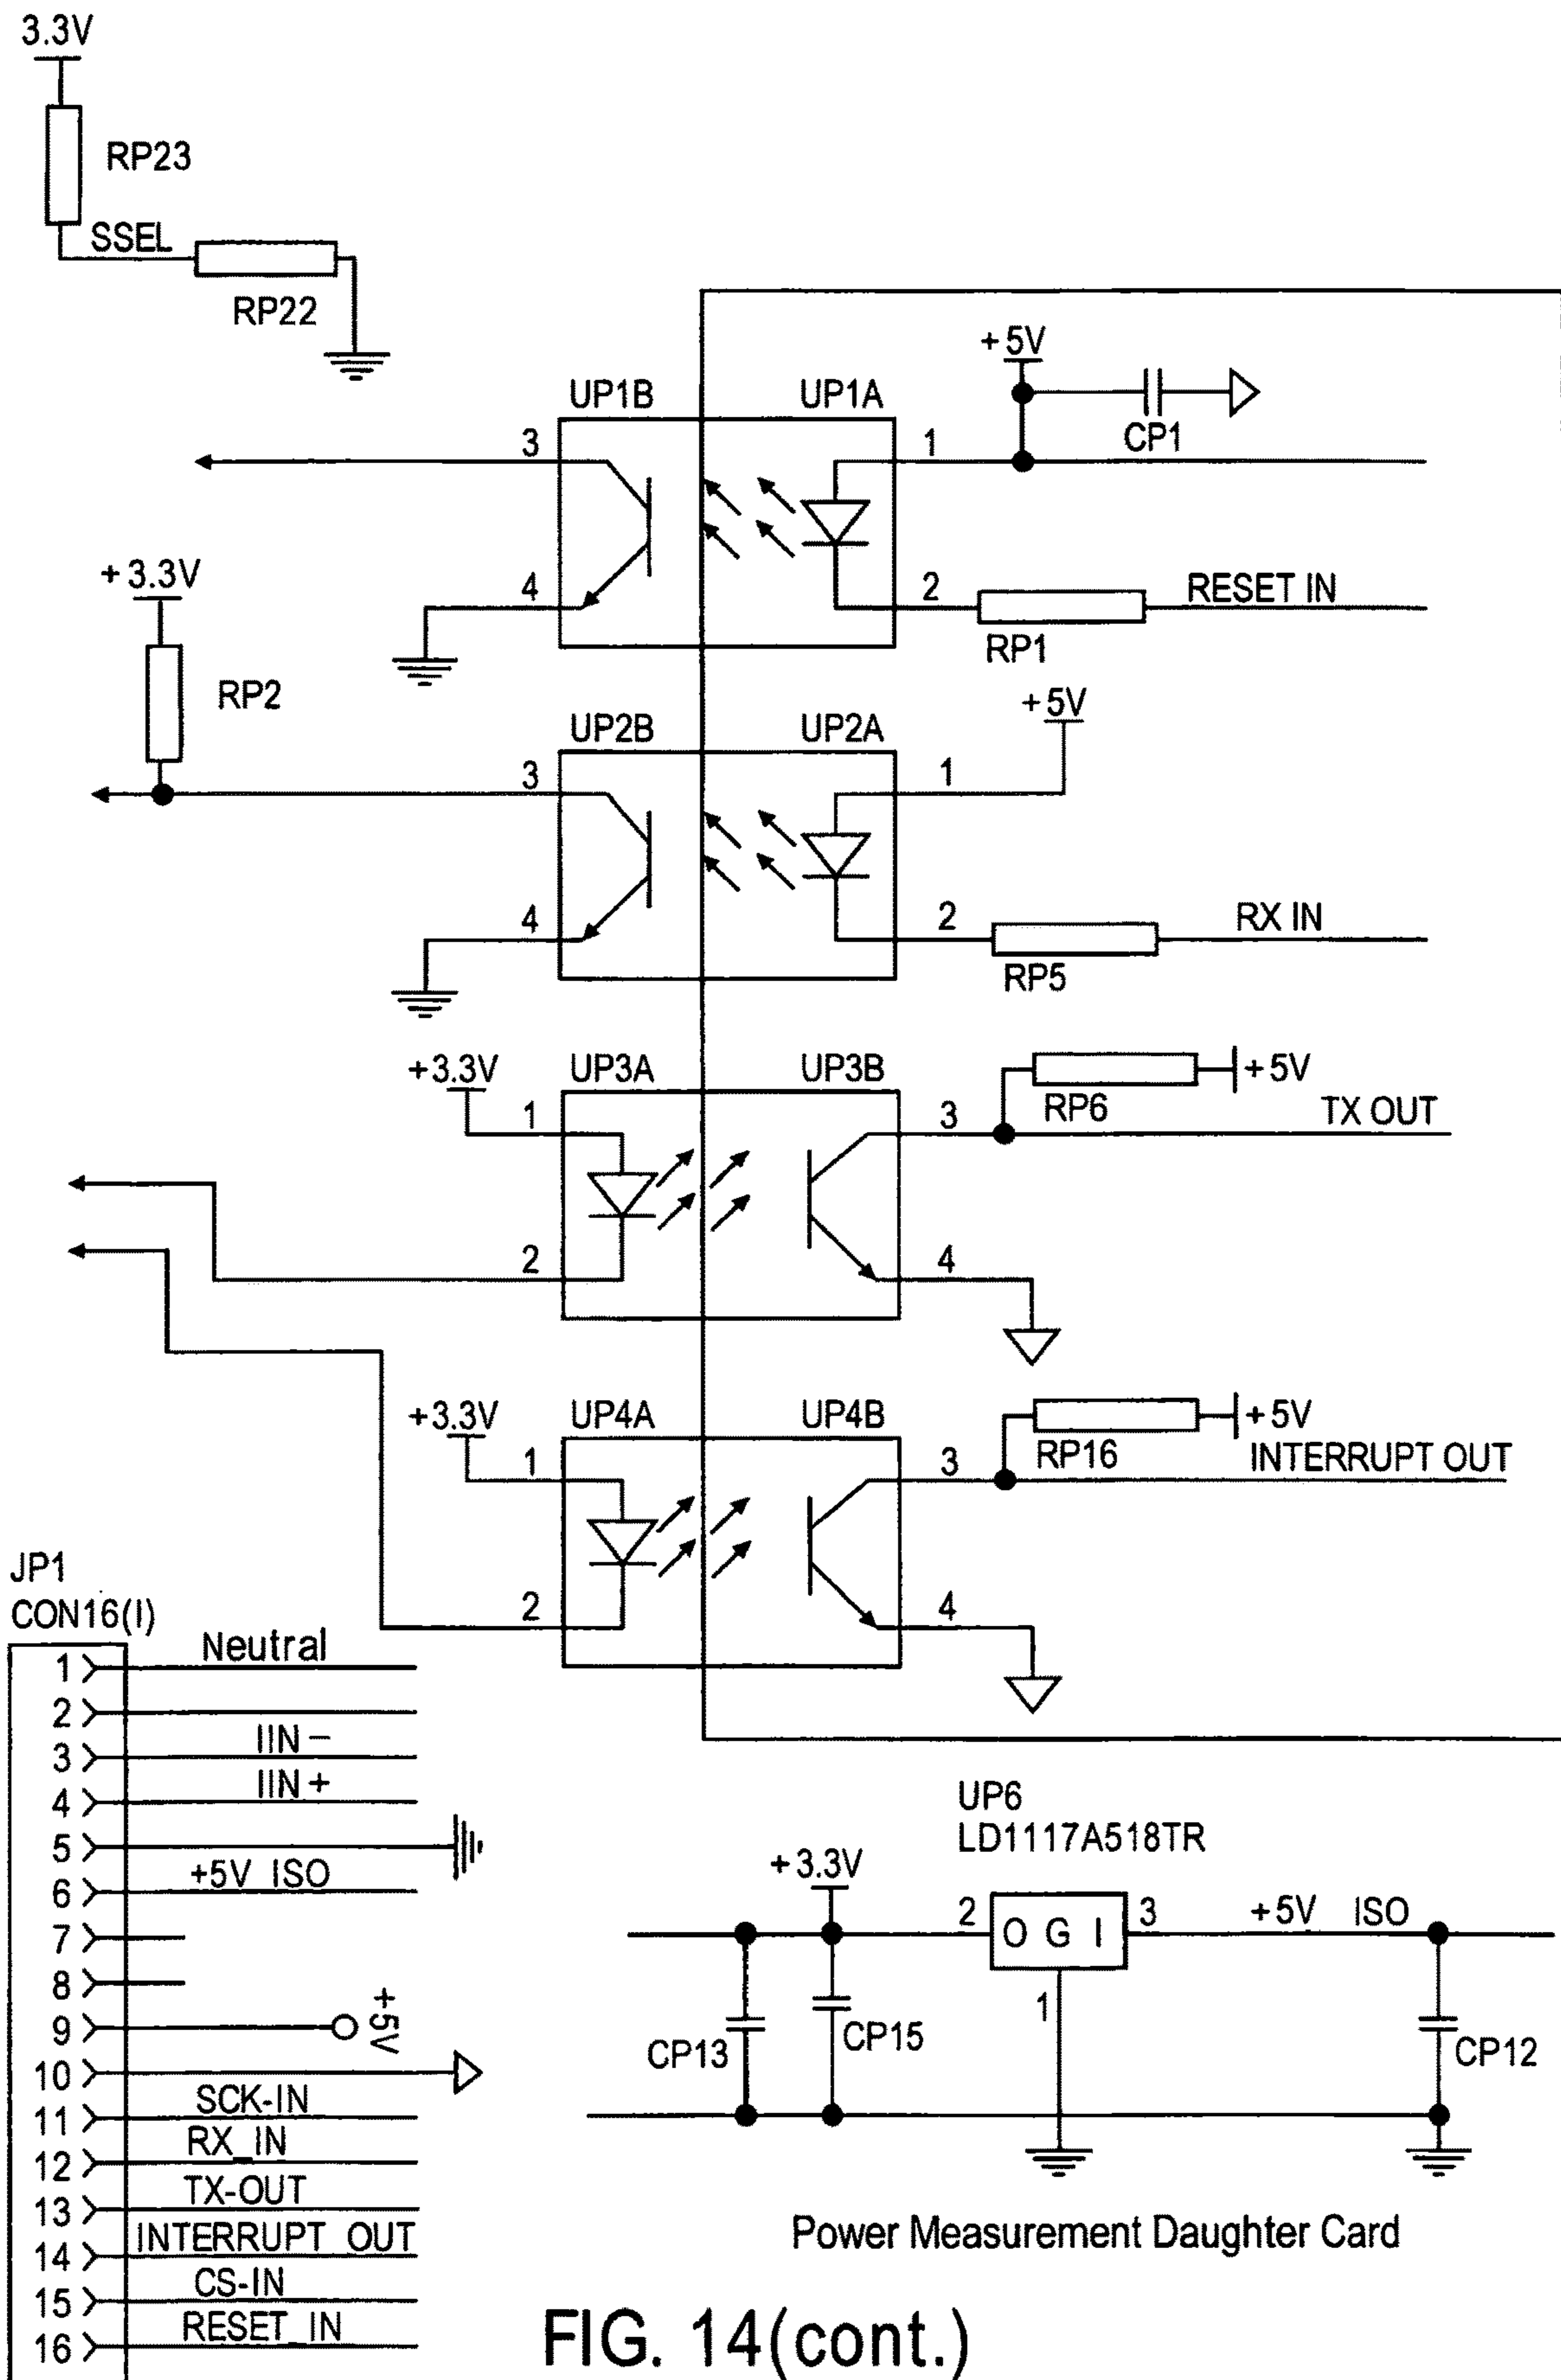 3.3V
RP23
SSEL
RP22
+5V
UP1B
UP1A
CP1
3
1
+3.3V
4
2
RESET IN
RP1
RP2
+5V
UP2B
UP2A
3
1
4
2
RX IN
RP5
+3.3V
UP3A
UP3B
+5V
RP6
1
3
TX OUT
2
4
+3.3V
UP4A
UP4B
+5V
RP16
1
3
INTERRUPT OUT
2
4
JP1
CON16(I)
1 Neutral
2
3 IIN−
4 IIN+
5
6 +5V ISO
7
8
9 +5V
10
11 SCK-IN
12 RX_IN
13 TX-OUT
14 INTERRUPT OUT
15 CS-IN
16 RESET_IN
UP6
LD1117A518TR
+3.3V
2 O G I 3 +5V ISO
1
CP13
CP15
CP12
Power Measurement Daughter Card
FIG. 14(cont.)